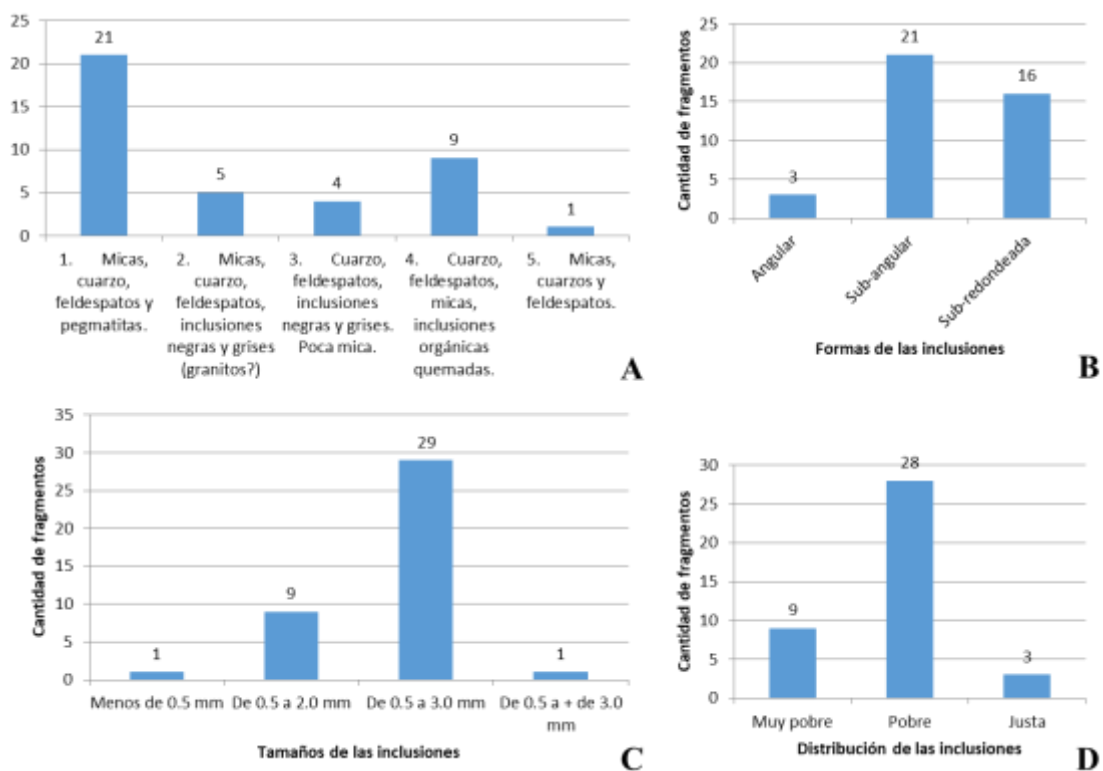 25
20
15
10
5
0
21
5
4
9
1
1. Micas,
cuarzo,
feldespatos y
pegmatitas.
2. Micas,
cuarzo,
feldespatos,
inclusiones
negras y grises
(granitos?)
3. Cuarzo,
feldespatos,
inclusiones
negras y grises.
Poca mica.
4. Cuarzo,
feldespatos,
micas,
inclusiones
orgánicas
quemadas.
5. Micas,
cuarzos y
feldespatos.
A
Cantidad de fragmentos
25
20
15
10
5
0
3
21
16
Angular
Sub-angular
Sub-redondeada
Formas de las inclusiones
B
Cantidad de fragmentos
35
30
25
20
15
10
5
0
1
9
29
1
Menos de 0.5 mm
De 0.5 a 2.0 mm
De 0.5 a 3.0 mm
De 0.5 a + de 3.0
mm
Tamaños de las inclusiones
C
Cantidad de fragmentos
30
25
20
15
10
5
0
9
28
3
Muy pobre
Pobre
Justa
Distribución de las inclusiones
D